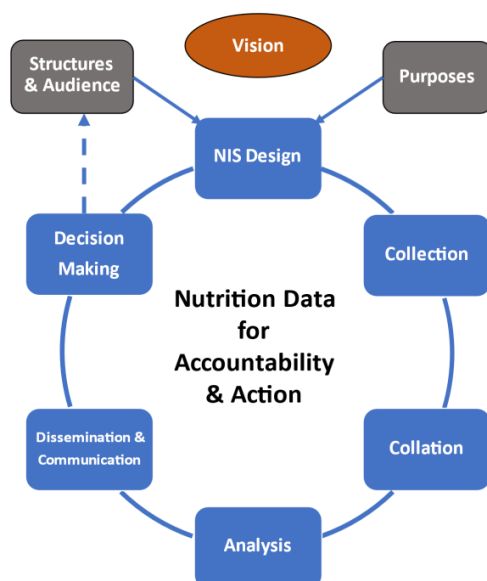 Vision
Structures
& Audience
Purposes
NIS Design
Decision
Making
Collection
Nutrition Data
for
Accountability
& Action
Dissemination &
Communication
Collation
Analysis